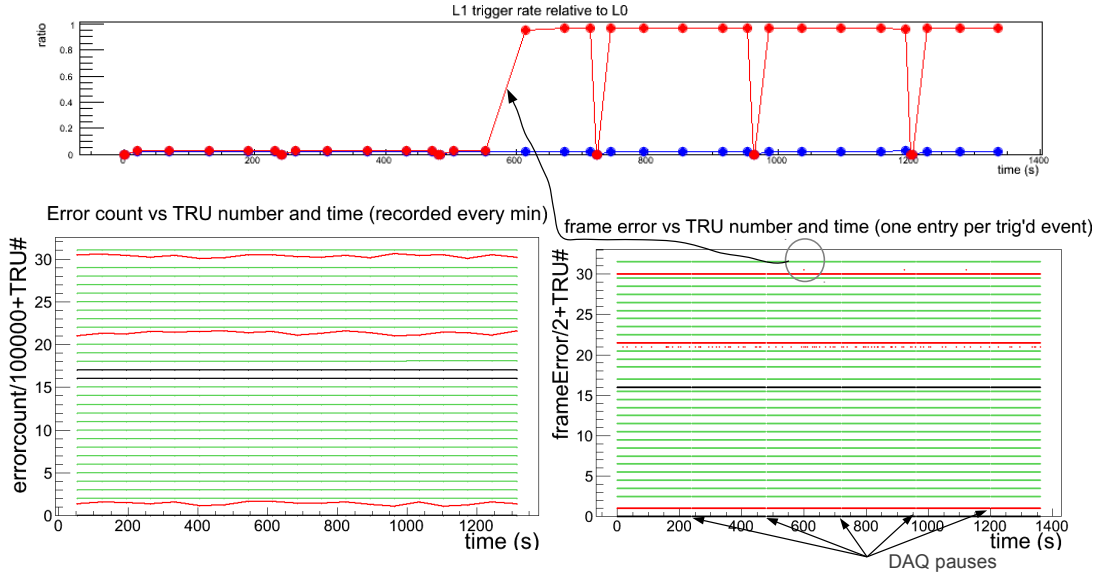 L1 trigger rate relative to L0
ratio
1
0.8
0.6
0.4
0.2
0
0 200 400 600 800 1000 1200 1400
time (s)
Error count vs TRU number and time (recorded every min)
errorcount/100000+TRU#
30
25
20
15
10
5
0
0 200 400 600 800 1000 1200
time (s)
frame error vs TRU number and time (one entry per trig'd event)
frameError/2+TRU#
30
25
20
15
10
5
0
0 200 400 600 800 1000 1200 1400
time (s)
DAQ pauses